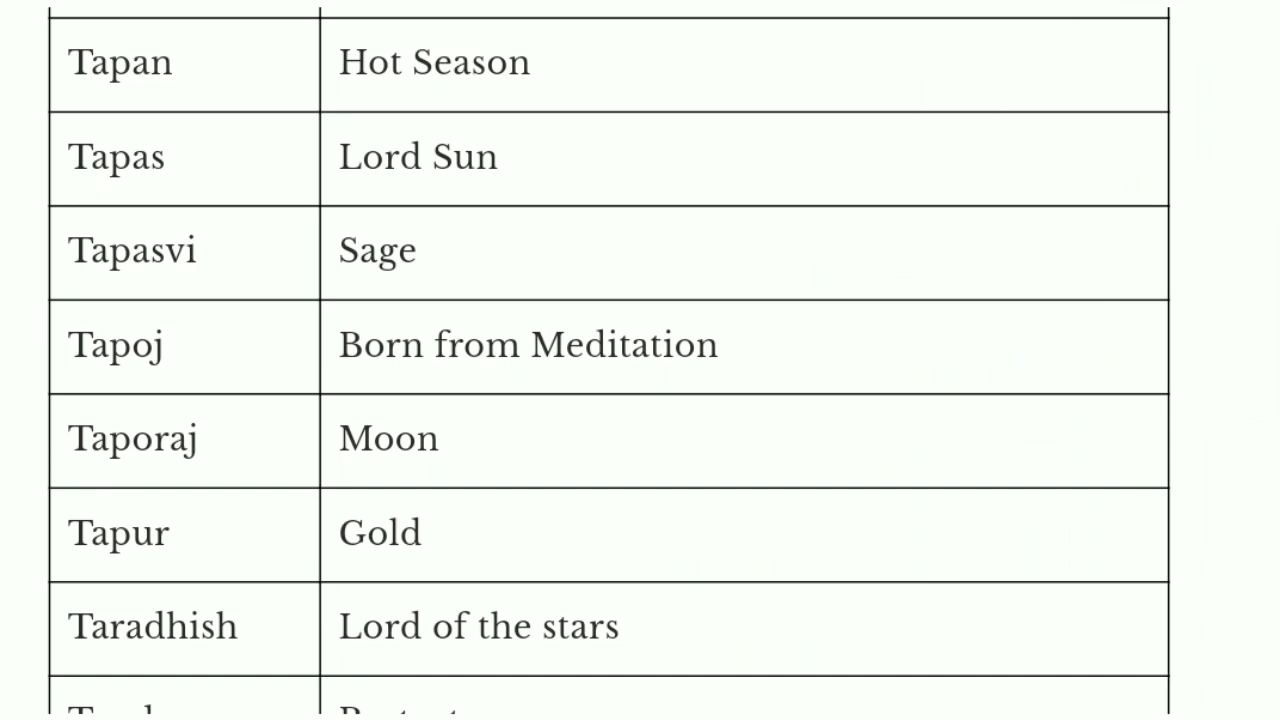 Tapan Hot Season
Tapas Lord Sun
Tapasvi Sage
Tapoj Born from Meditation
Taporaj Moon
Tapur Gold
Taradhish Lord of the stars